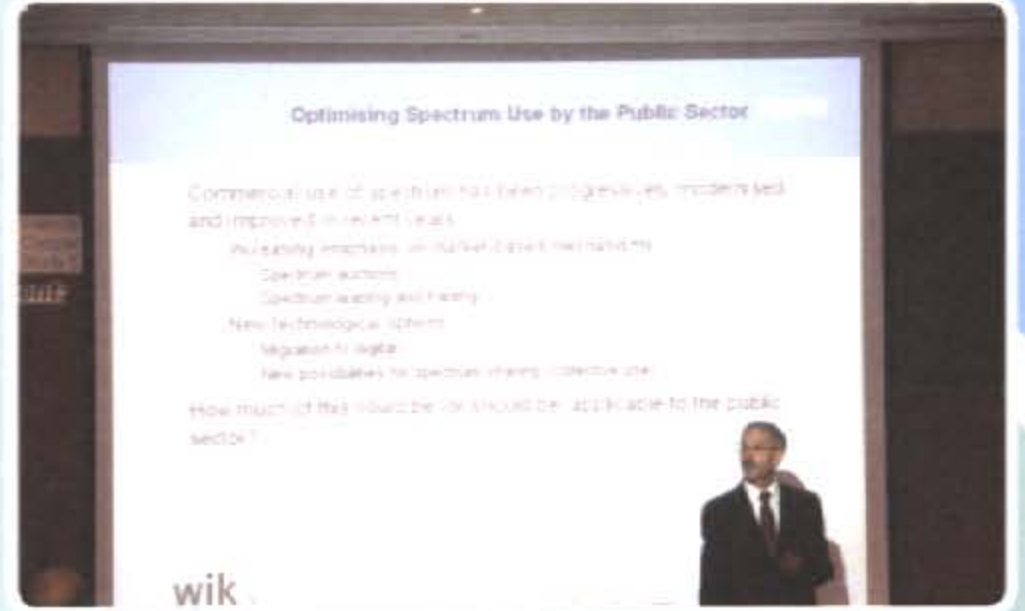 Optimising Spectrum Use by the Public Sector
Commercial use of spectrum has been progressively modernised
and improved in recent years
Increasing emphasis on market-based mechanisms
Spectrum auctions
Spectrum leasing and trading
New technological options
Migration to digital
New possibilities for spectrum sharing collective use
How much of this could be (or should be) applicable to the public
sector?
wik